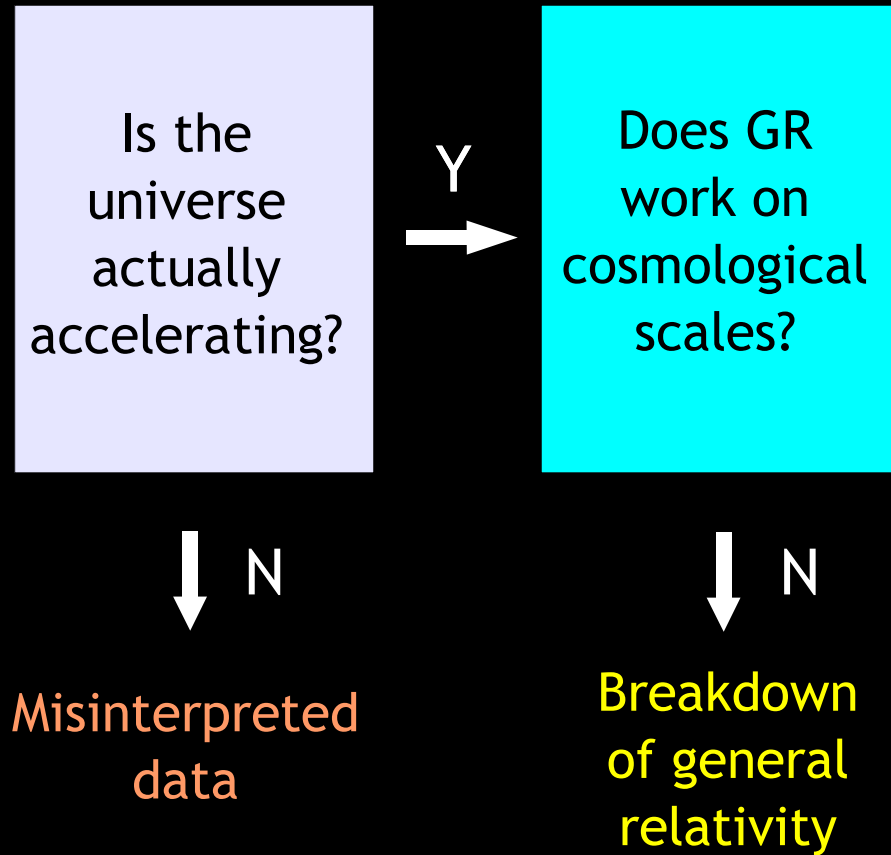 Is the
universe
actually
accelerating?
Y
Does GR
work on
cosmological
scales?
N
Misinterpreted
data
N
Breakdown
of general
relativity